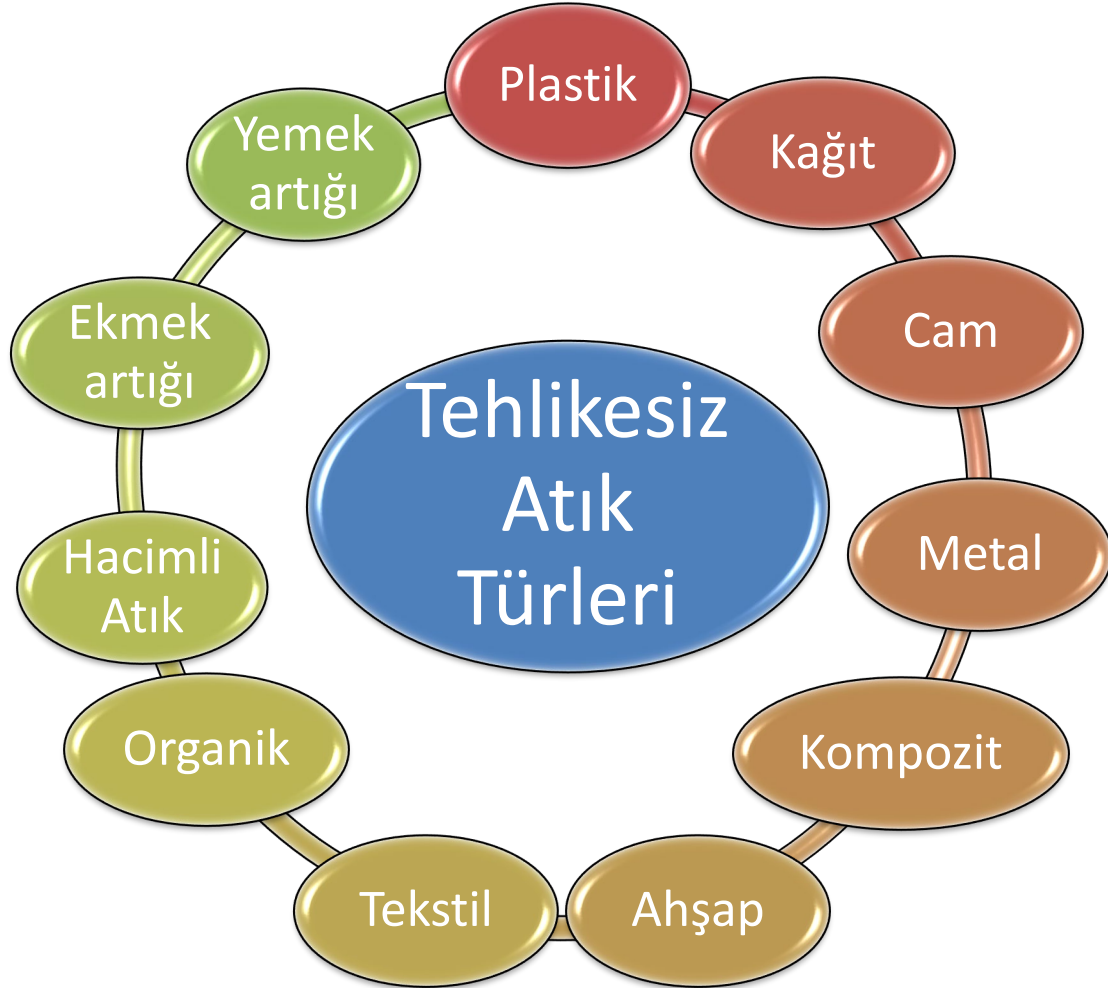 Plastik
Kağıt
Cam
Metal
Kompozit
Ahşap
Tekstil
Organik
Hacimli
Atık
Ekmek
artığı
Yemek
artığı
Tehlikesiz
Atık
Türleri